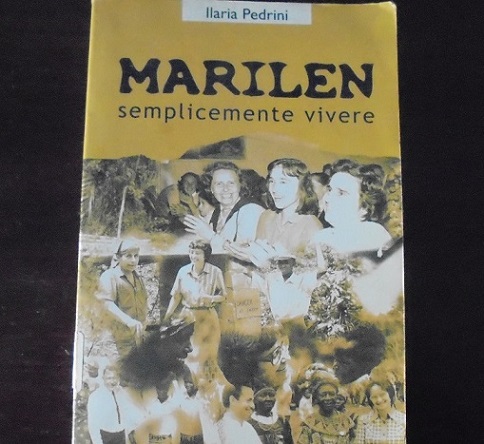 Ilaria Pedrini
MARILEN
semplicemente vivere